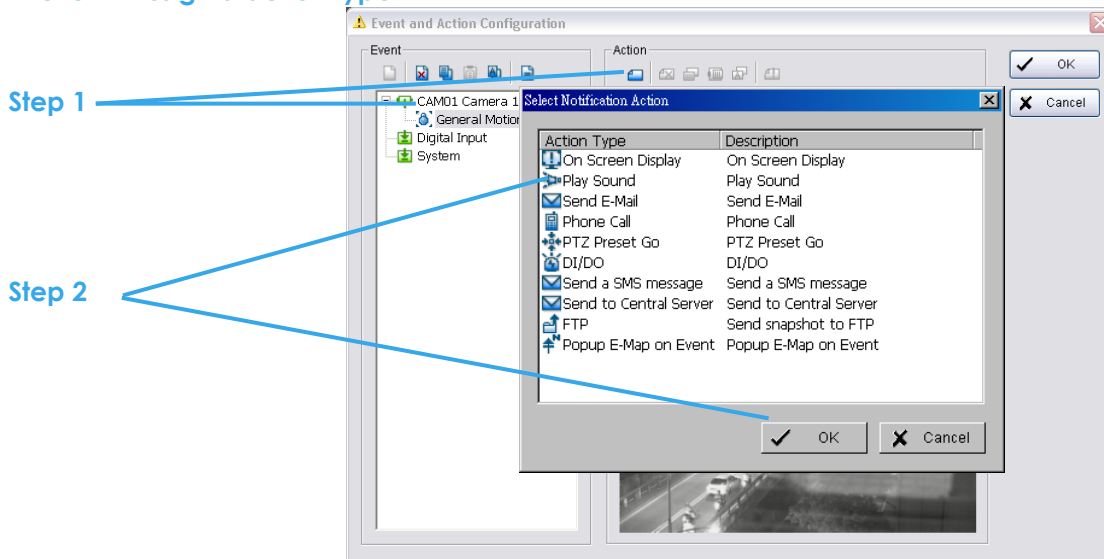 Event and Action Configuration
Event
Action
OK
Cancel
Step 1
CAM01 Camera 1
General Motion
Digital Input
System
Select Notification Action
Action Type Description
On Screen Display On Screen Display
Play Sound Play Sound
Send E-Mail Send E-Mail
Phone Call Phone Call
PTZ Preset Go PTZ Preset Go
DI/DO DI/DO
Send a SMS message Send a SMS message
Send to Central Server Send to Central Server
FTP Send snapshot to FTP
Popup E-Map on Event Popup E-Map on Event
Step 2
OK Cancel